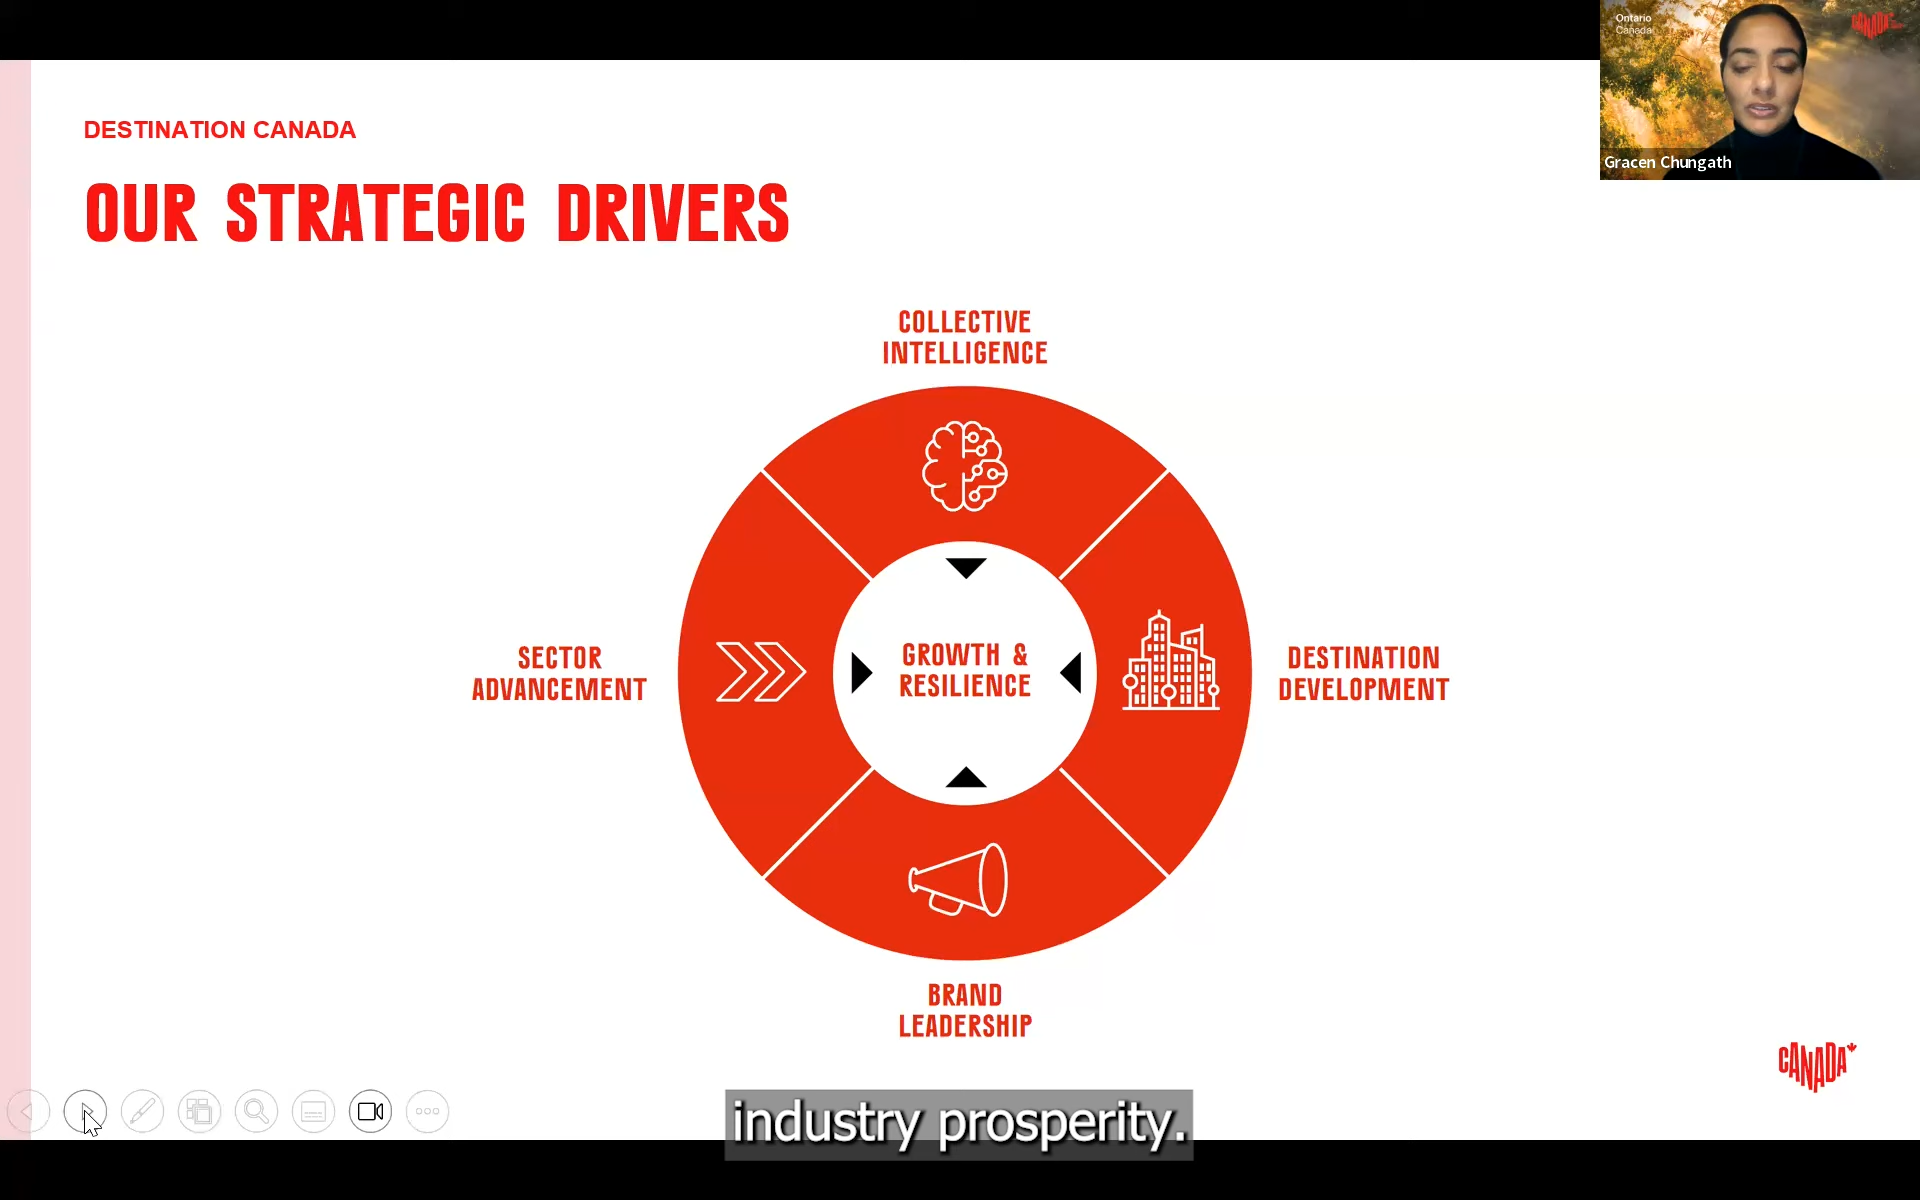 Ontario
Canada
CANADA
Gracen Chungath
DESTINATION CANADA
OUR STRATEGIC DRIVERS
COLLECTIVE
INTELLIGENCE
SECTOR
ADVANCEMENT
GROWTH &
RESILIENCE
DESTINATION
DEVELOPMENT
BRAND
LEADERSHIP
CANADA
industry prosperity.